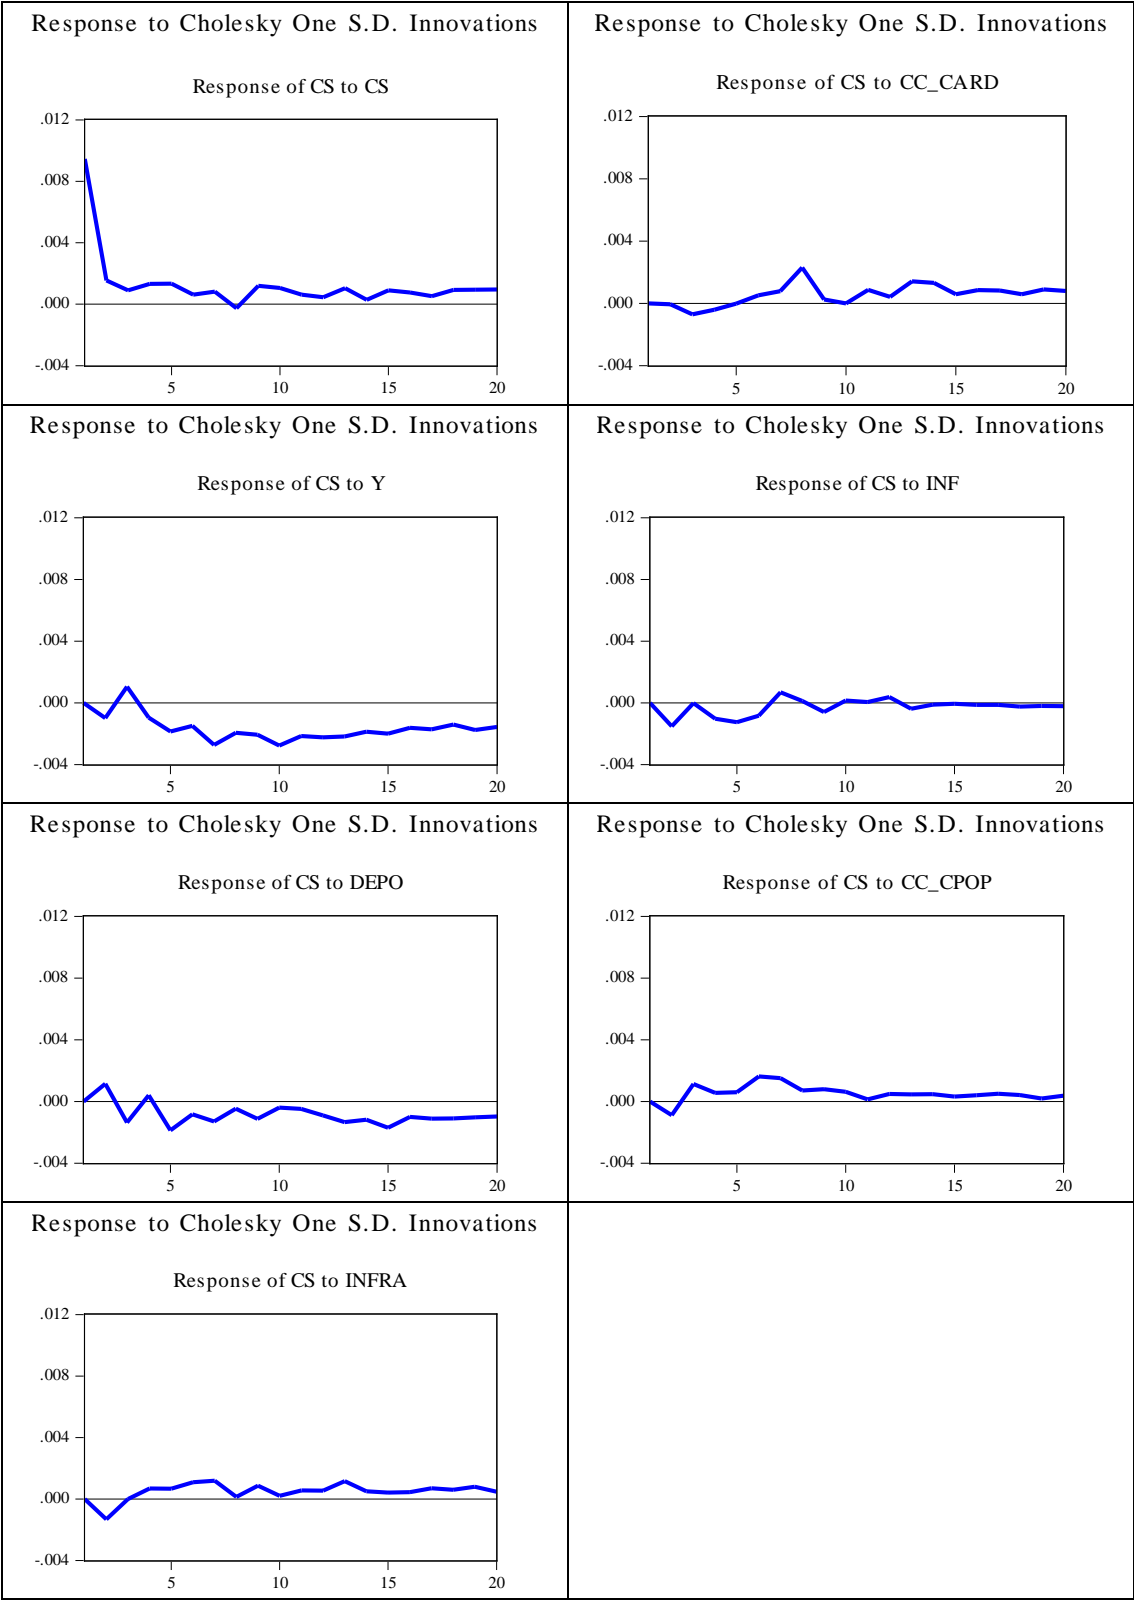 Response to Cholesky One S.D. Innovations
Response of CS to CS
.012
.008
.004
.000
-.004
5 10 15 20
Response to Cholesky One S.D. Innovations
Response of CS to CC_CARD
.012
.008
.004
.000
-.004
5 10 15 20
Response to Cholesky One S.D. Innovations
Response of CS to Y
.012
.008
.004
.000
-.004
5 10 15 20
Response to Cholesky One S.D. Innovations
Response of CS to INF
.012
.008
.004
.000
-.004
5 10 15 20
Response to Cholesky One S.D. Innovations
Response of CS to DEPO
.012
.008
.004
.000
-.004
5 10 15 20
Response to Cholesky One S.D. Innovations
Response of CS to CC_CPOP
.012
.008
.004
.000
-.004
5 10 15 20
Response to Cholesky One S.D. Innovations
Response of CS to INFRA
.012
.008
.004
.000
-.004
5 10 15 20